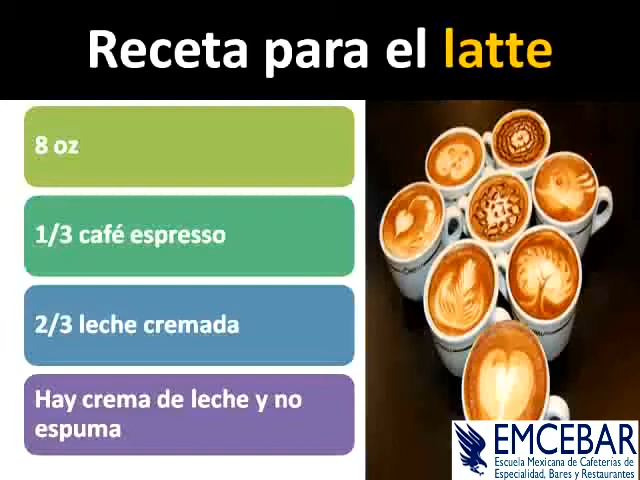 Receta para el latte
8 oz
1/3 café espresso
2/3 leche cremada
Hay crema de leche y no
espuma
EMCEBAR
Escuela Mexicana de Cafeterías de
Especialidad, Bares y Restaurantes